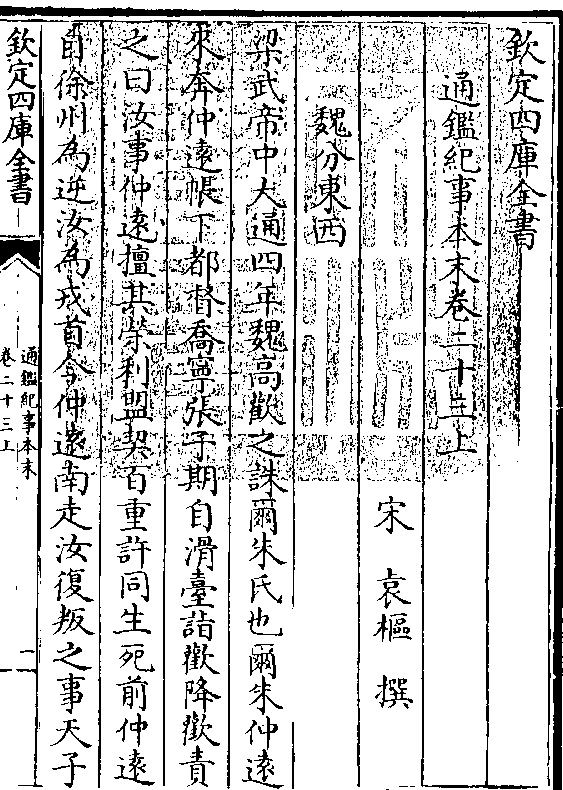 欽定四庫全書
通鑑紀事本末卷二十三上
宋 袁樞 撰
魏分東西
梁武帝中大通四年魏高歡之誅爾朱氏也爾朱仲遠
來奔仲遠帳下都督喬寧張子期自滑臺詣歡降歡責
之曰汝事仲遠擅其榮利盟契百重許同生死前仲遠
自徐州為逆汝為戎首今仲遠南走汝復叛之事天子
欽定四庫全書
通鑑紀事本末
卷二十三上
一